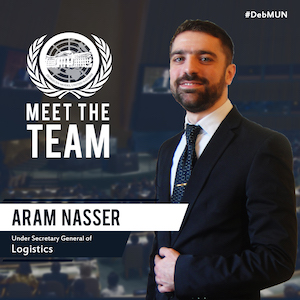 #DebMUN
MEET THE
TEAM
ARAM NASSER
Under Secretary General of
Logistics